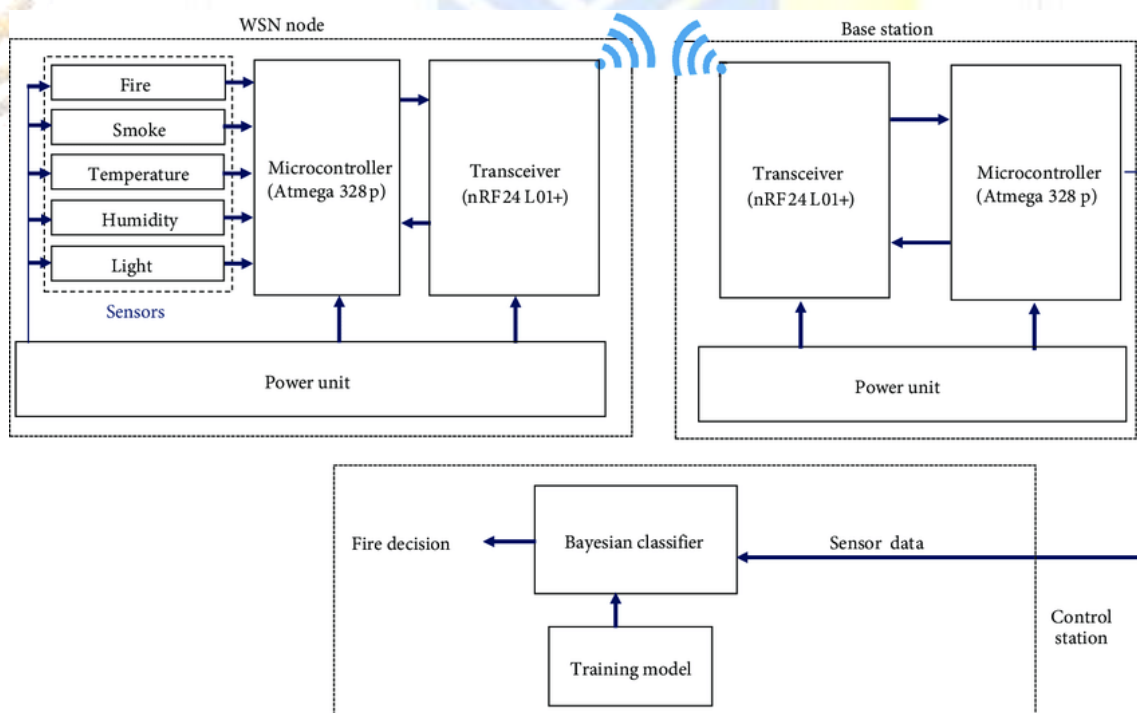 WSN node
Fire
Smoke
Temperature
Humidity
Light
Sensors
Microcontroller
(Atmega 328 p)
Transceiver
(nRF24 L01+)
Power unit
Base station
Transceiver
(nRF24 L01+)
Microcontroller
(Atmega 328 p)
Power unit
Fire decision
Bayesian classifier
Sensor data
Training model
Control
station